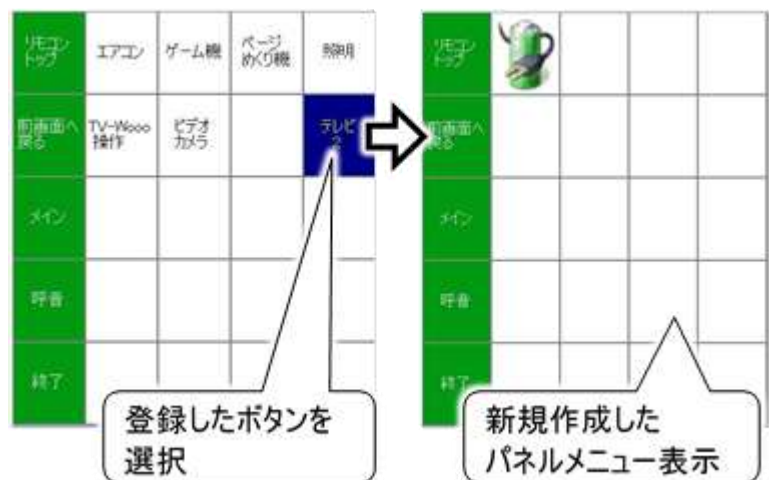 リモコン
トップ
エアコン
ゲーム機
ページ
めくり機
照明
前画面へ
戻る
TV-Wooo
操作
ビデオ
カメラ
テレビ
2
メイン
呼音
終了
登録したボタンを
選択
リモコン
トップ
前画面へ
戻る
メイン
呼音
終了
新規作成した
パネルメニュー表示